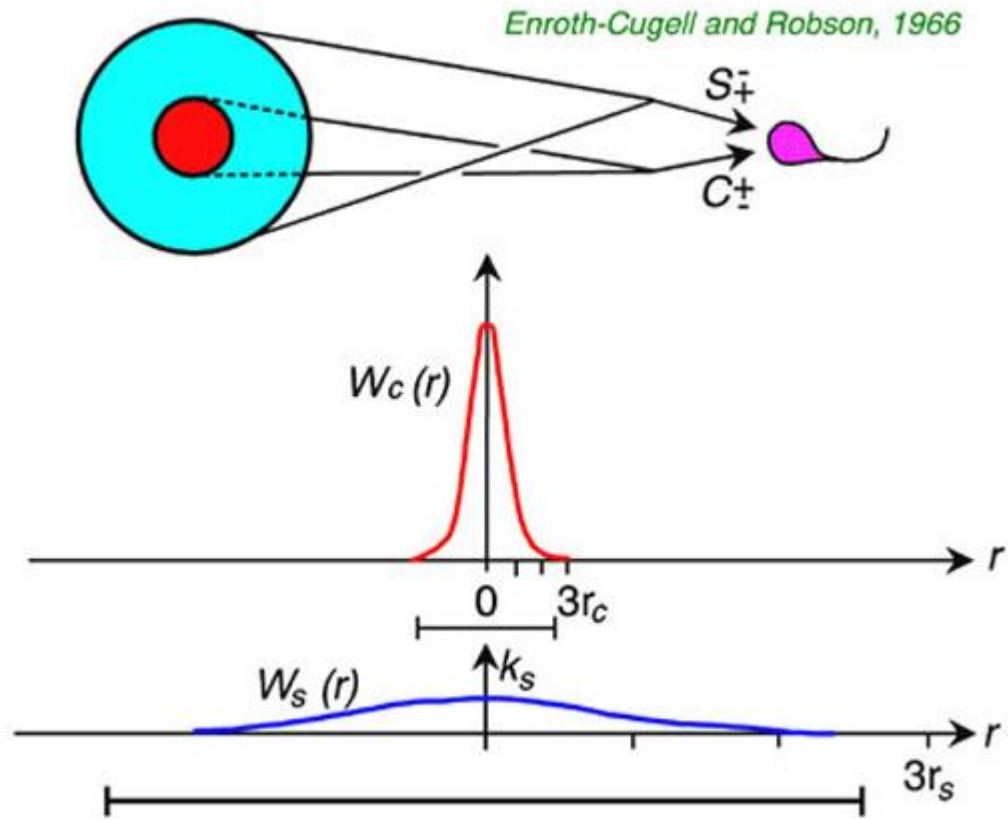 Enroth-Cugell and Robson, 1966
S-+
C+-
Wc (r)
r
0 3rc
ks
Ws (r)
r
3rs